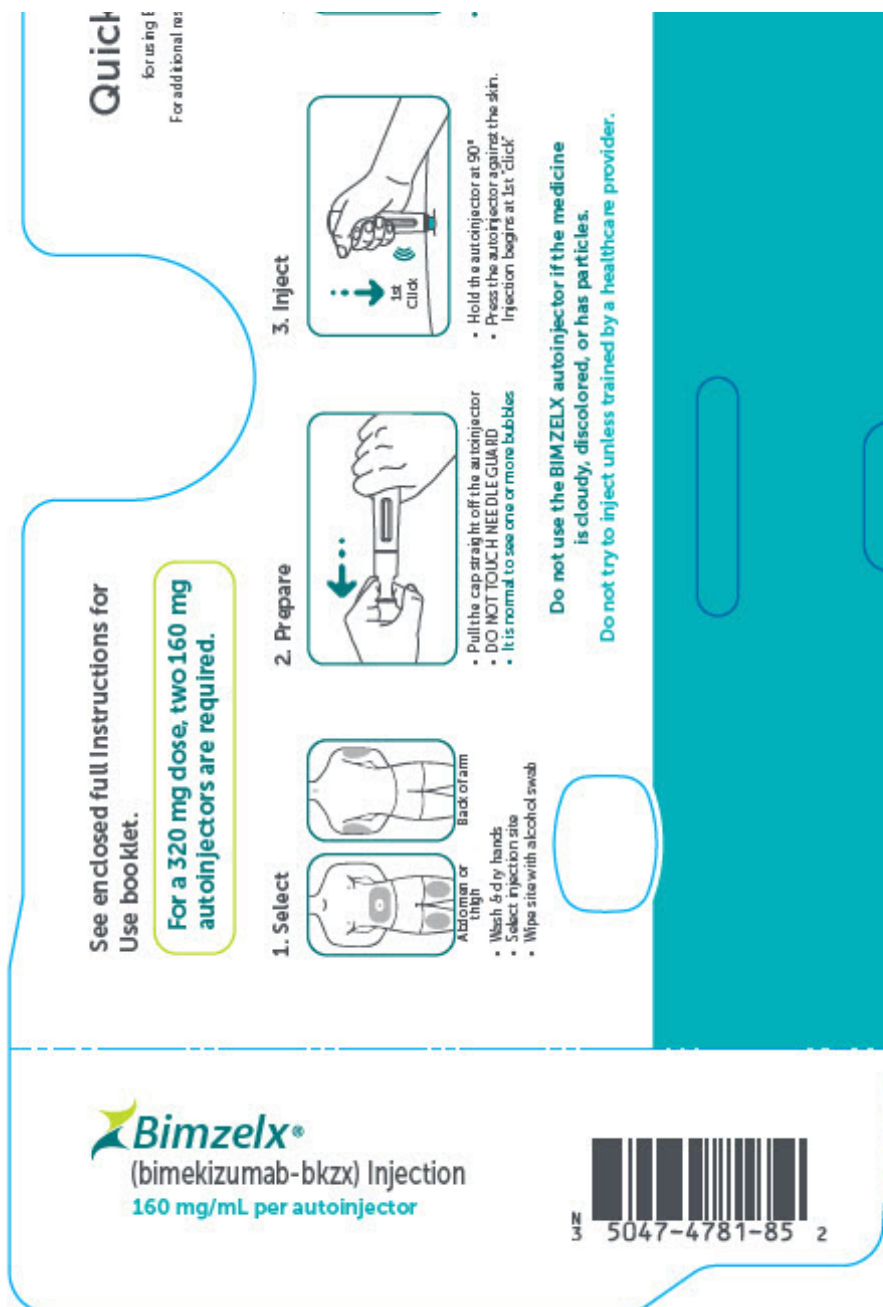 See enclosed full Instructions for
Use booklet.
For a 320 mg dose, two 160 mg
autoinjectors are required.
Quick
for using
For additional
1. Select
Abdomen or
thigh
Back of arm
• Wash & dry hands
• Select injection site
• Wipe site with alcohol swab
2. Prepare
• Pull the cap straight off the autoinjector
• DO NOT TOUCH NEEDLE GUARD
• It is normal to see one or more bubbles
3. Inject
1st
Click
• Hold the autoinjector at 90°
• Press the autoinjector against the skin.
Injection begins at 1st "click"
Do not use the BIMZELX autoinjector if the medicine
is cloudy, discolored, or has particles.
Do not try to inject unless trained by a healthcare provider.
Bimzelx®
(bimekizumab-bkzx) Injection
160 mg/mL per autoinjector
N
3 5047-4781-85 2